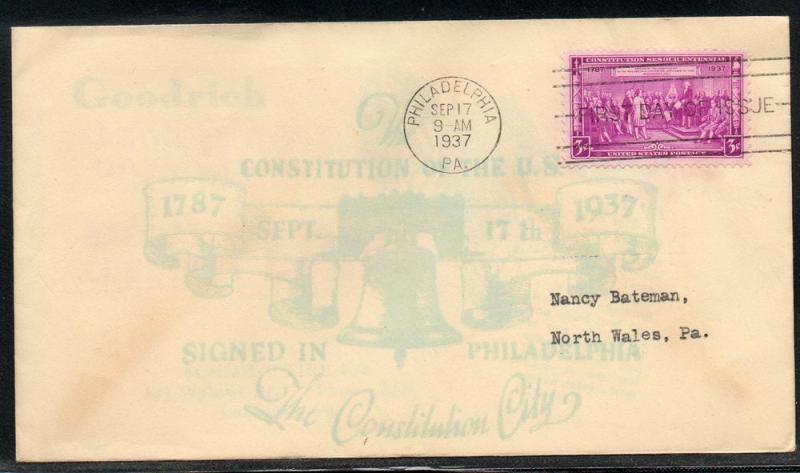 CONSTITUTION SESQUICENTENNIAL
1787 1937
FIRST DAY OF ISSUE
3¢ 3¢
UNITED STATES POSTAGE
PHILADELPHIA
SEP 17
9-AM
1937
PA.
Goodrich
The
CONSTITUTION OF THE U.S.
1787 1937
SEPT. 17th
SIGNED IN PHILADELPHIA
The Constitution City
Nancy Bateman,
North Wales, Pa.